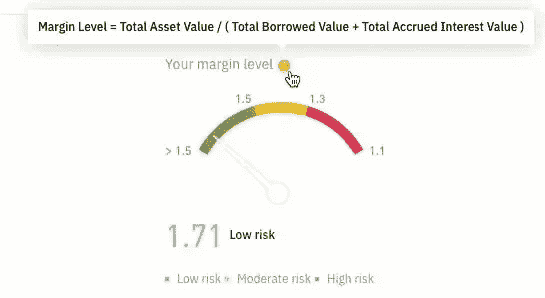 Margin Level = Total Asset Value / ( Total Borrowed Value + Total Accrued Interest Value )
Your margin level
1.5 1.3
> 1.5 1.1
1.71 Low risk
Low risk Moderate risk High risk